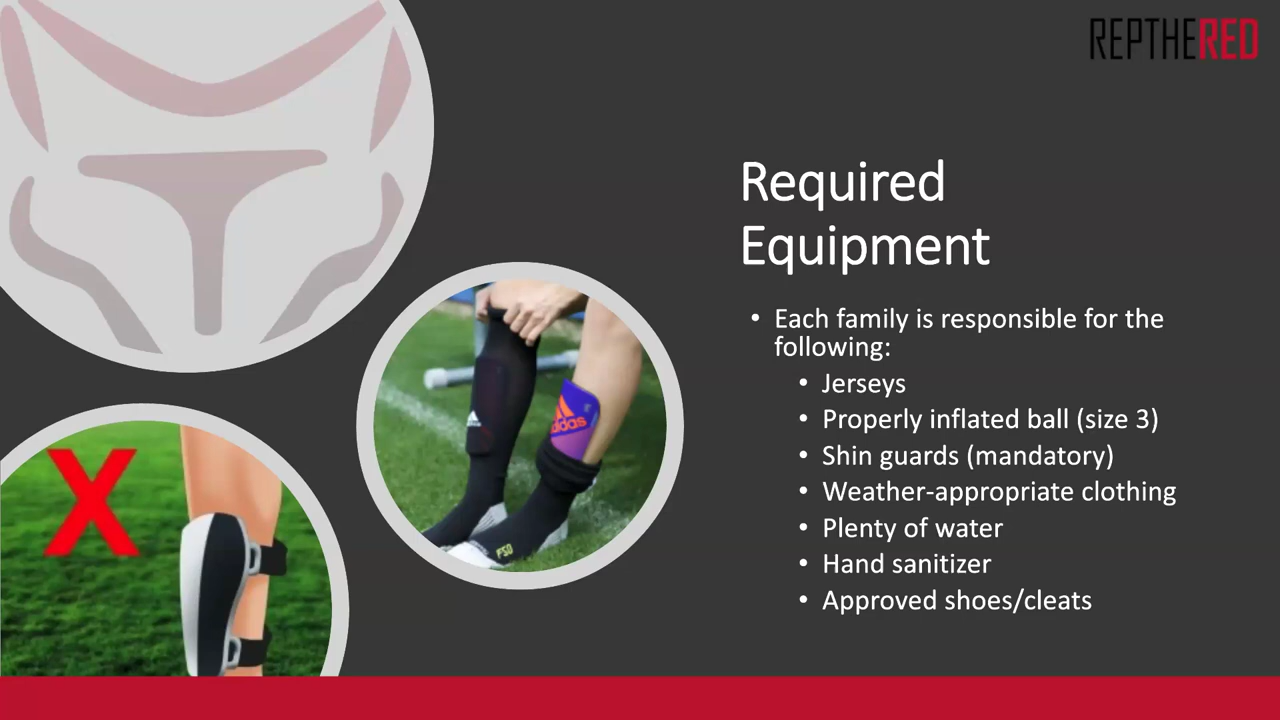 REPTHERED
Required
Equipment
• Each family is responsible for the
following:
• Jerseys
• Properly inflated ball (size 3)
• Shin guards (mandatory)
• Weather-appropriate clothing
• Plenty of water
• Hand sanitizer
• Approved shoes/cleats
adidas
X